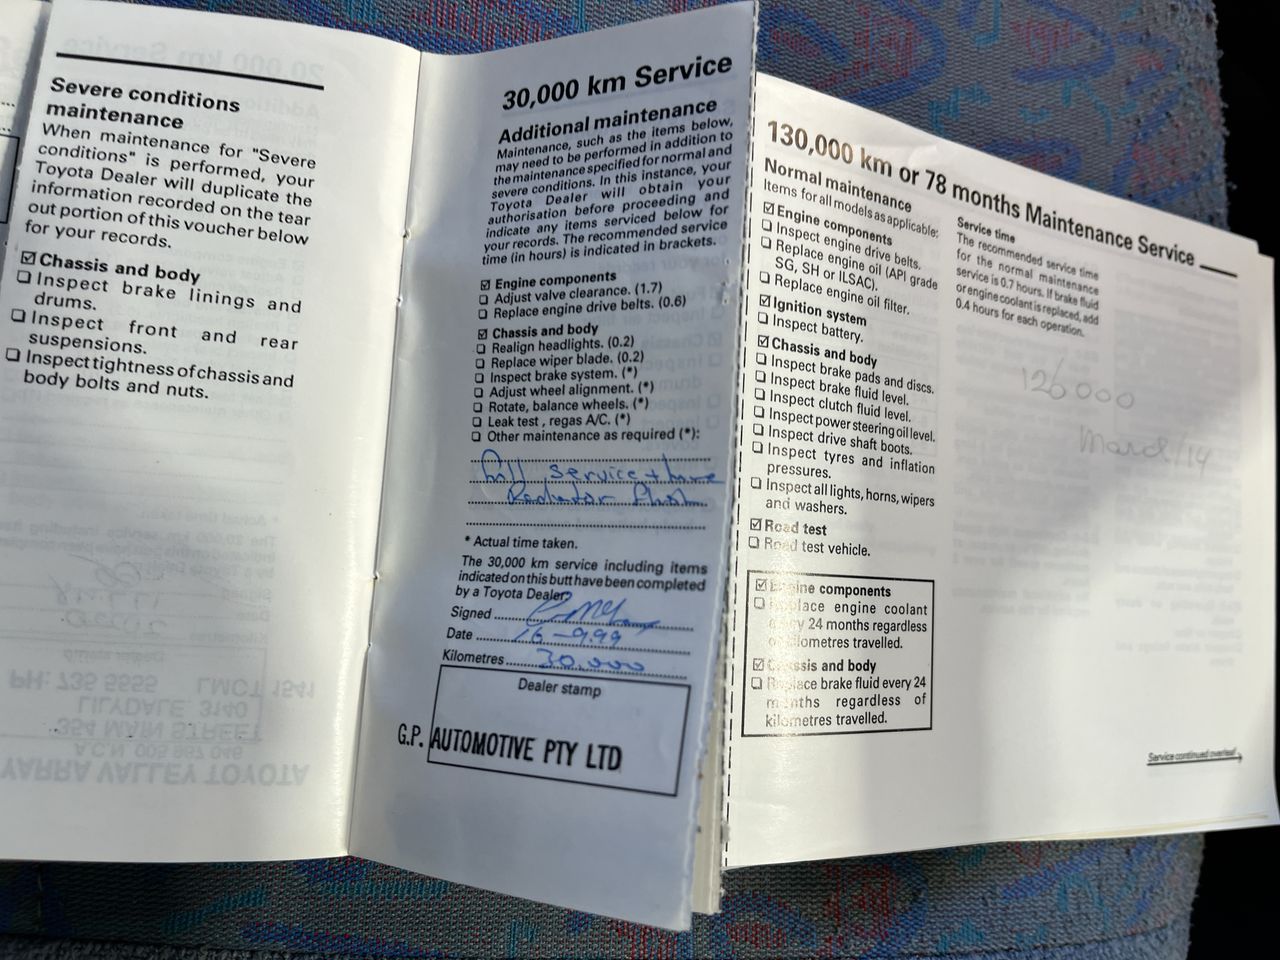 Severe conditions
maintenance
When maintenance for "Severe
conditions" is performed, your
Toyota Dealer will duplicate the
information recorded on the tear
out portion of this voucher below
for your records.
☑ Chassis and body
❑ Inspect brake linings and
drums.
❑ Inspect front and rear
suspensions.
❑ Inspect tightness of chassis and
body bolts and nuts.
30,000 km Service
Additional maintenance
Maintenance, such as the items below,
may need to be performed in addition to
the maintenance specified for normal and
severe conditions. In this instance, your
Toyota Dealer will obtain your
authorisation before proceeding and
indicate any items serviced below for
your records. The recommended service
time (in hours) is indicated in brackets.
☑ Engine components
❑ Adjust valve clearance. (1.7)
❑ Replace engine drive belts. (0.6)
☑ Chassis and body
❑ Realign headlights. (0.2)
❑ Replace wiper blade. (0.2)
❑ Inspect brake system. (*)
❑ Adjust wheel alignment. (*)
❑ Rotate, balance wheels. (*)
❑ Leak test , regas A/C. (*)
❑ Other maintenance as required (*):
Service +
Radiator Flush
* Actual time taken.
The 30,000 km service including items
indicated on this butt have been completed
by a Toyota Dealer.
Signed
Date 16-9.99
Kilometres 30.000
Dealer stamp
G.P. AUTOMOTIVE PTY LTD
130,000 km or 78 months Maintenance Service
Normal maintenance
Items for all models as applicable:
☑ Engine components
❑ Inspect engine drive belts.
❑ Replace engine oil (API grade
SG, SH or ILSAC).
❑ Replace engine oil filter.
☑ Ignition system
❑ Inspect battery.
☑ Chassis and body
❑ Inspect brake pads and discs.
❑ Inspect brake fluid level.
❑ Inspect clutch fluid level.
❑ Inspect power steering oil level.
❑ Inspect drive shaft boots.
❑ Inspect tyres and inflation
pressures.
❑ Inspect all lights, horns, wipers
and washers.
☑ Road test
❑ Road test vehicle.
☑ Engine components
❑ Replace engine coolant
every 24 months regardless
of kilometres travelled.
☑ Chassis and body
❑ Replace brake fluid every 24
months regardless of
kilometres travelled.
Service time
The recommended service time
for the normal maintenance
service is 0.7 hours. If brake fluid
or engine coolant is replaced, add
0.4 hours for each operation.
126000
March/14
Service continued overleaf